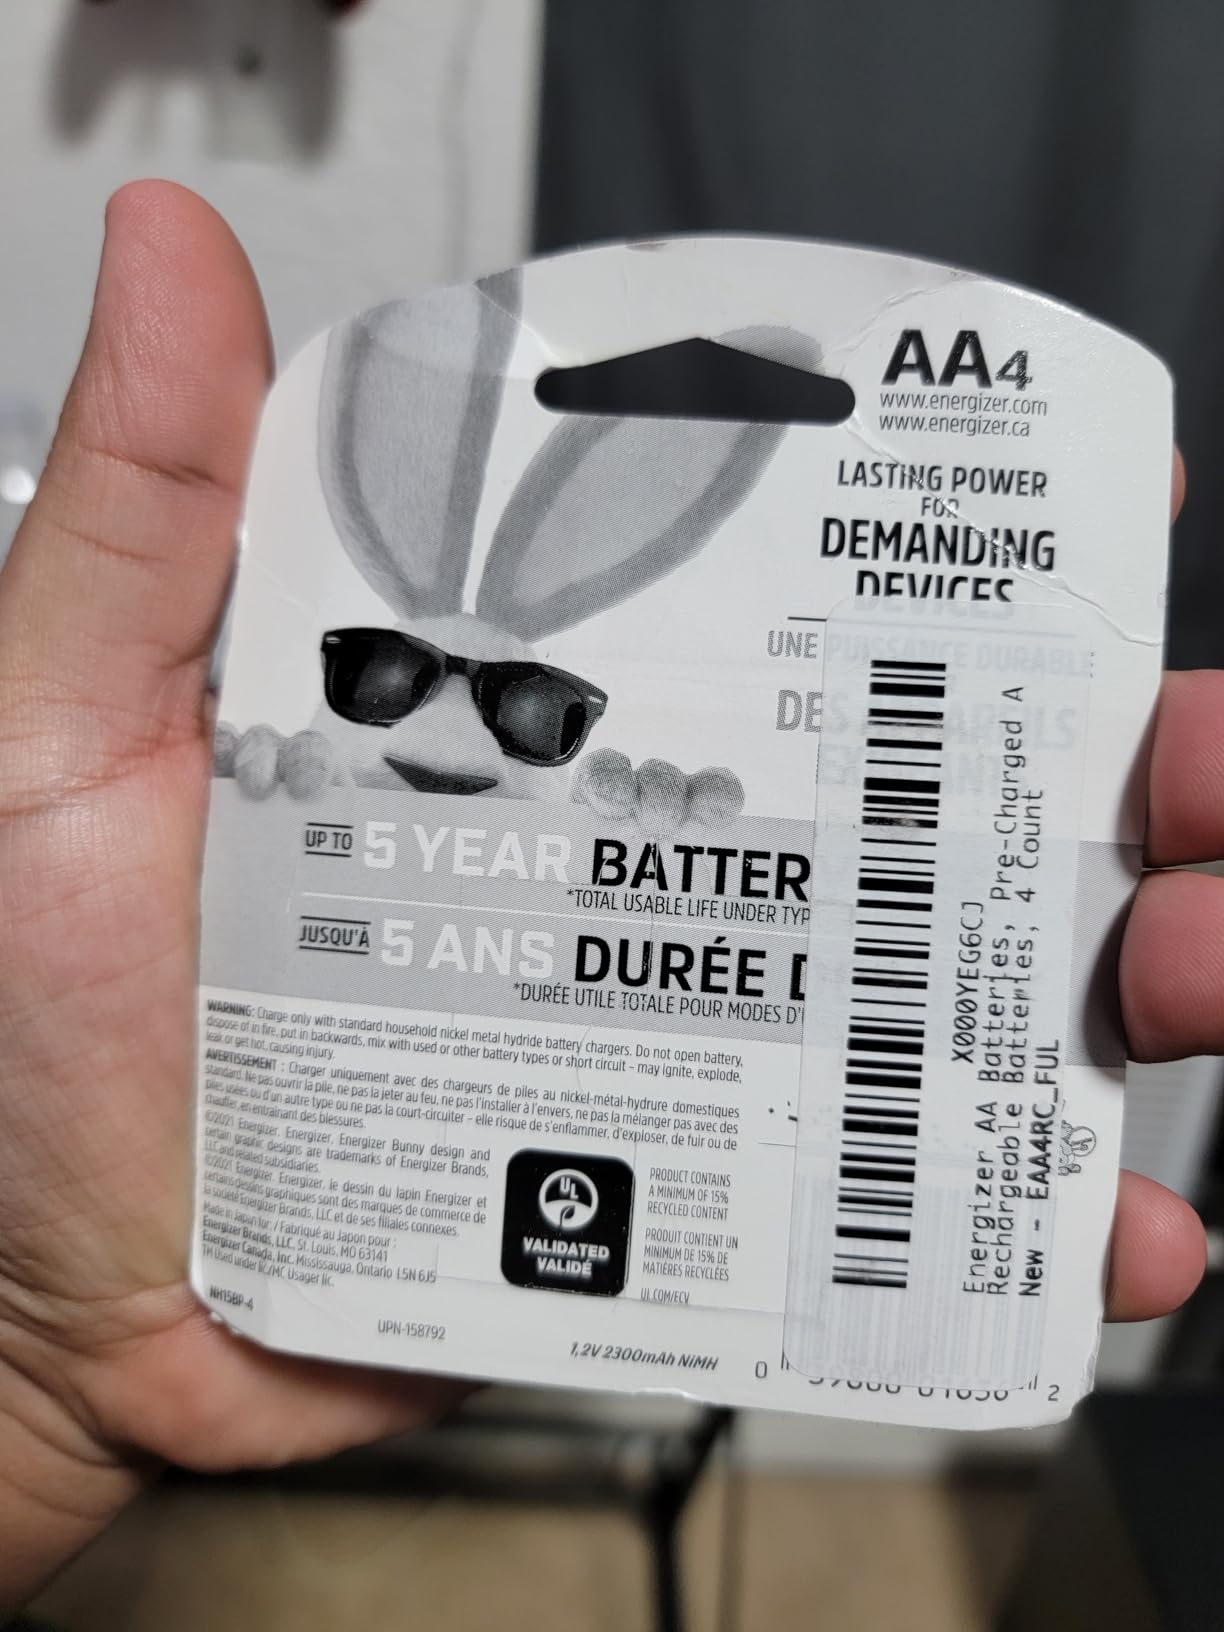 AA4
www.energizer.com
www.energizer.ca
LASTING POWER
FOR
DEMANDING
DEVICES
UNE PUISSANCE DURABLE
DES APPAREILS
UP TO 5 YEAR BATTER
*TOTAL USABLE LIFE UNDER TYP
JUSQU'À 5 ANS DURÉE D
*DURÉE UTILE TOTALE POUR MODES D'
WARNING: Charge only with standard household nickel metal hydride battery chargers. Do not open battery,
dispose of in fire, put in backwards, mix with used or other battery types or short circuit – may ignite, explode,
leak or get hot, causing injury.
AVERTISSEMENT : Charger uniquement avec des chargeurs de piles au nickel-métal-hydrure domestiques
standard. Ne pas ouvrir la pile, ne pas la jeter au feu, ne pas l'installer à l'envers, ne pas la mélanger pas avec des
piles usées ou d'un autre type ou ne pas la court-circuiter – elle risque de s'enflammer, d'exploser, de fuir ou de
chauffer, en entraînant des blessures.
©2021 Energizer. Energizer, Energizer Bunny design and
certain graphic designs are trademarks of Energizer Brands,
LLC and related subsidiaries.
©2021 Energizer. Energizer, le dessin du lapin Energizer et
certains dessins graphiques sont des marques de commerce de
la société Energizer Brands, LLC et de ses filiales connexes.
Made in Japan for: / Fabriqué au Japon pour :
Energizer Brands, LLC, St. Louis, MO 63141
Energizer Canada, Inc. Mississauga, Ontario L5N 6J5
TM Used under lic./MC Usager lic.
NH15BP-4
UPN-158792
UL
VALIDATED
VALIDÉ
PRODUCT CONTAINS
A MINIMUM OF 15%
RECYCLED CONTENT
PRODUIT CONTIENT UN
MINIMUM DE 15% DE
MATIÈRES RECYCLÉES
UL.COM/ECV
1,2V 2300mAh NiMH
0 39800 01656 2
X000YEG6CJ
Energizer AA Batteries, Pre-Charged A
Rechargeable Batteries, 4 Count
New - EAA4RC_FUL